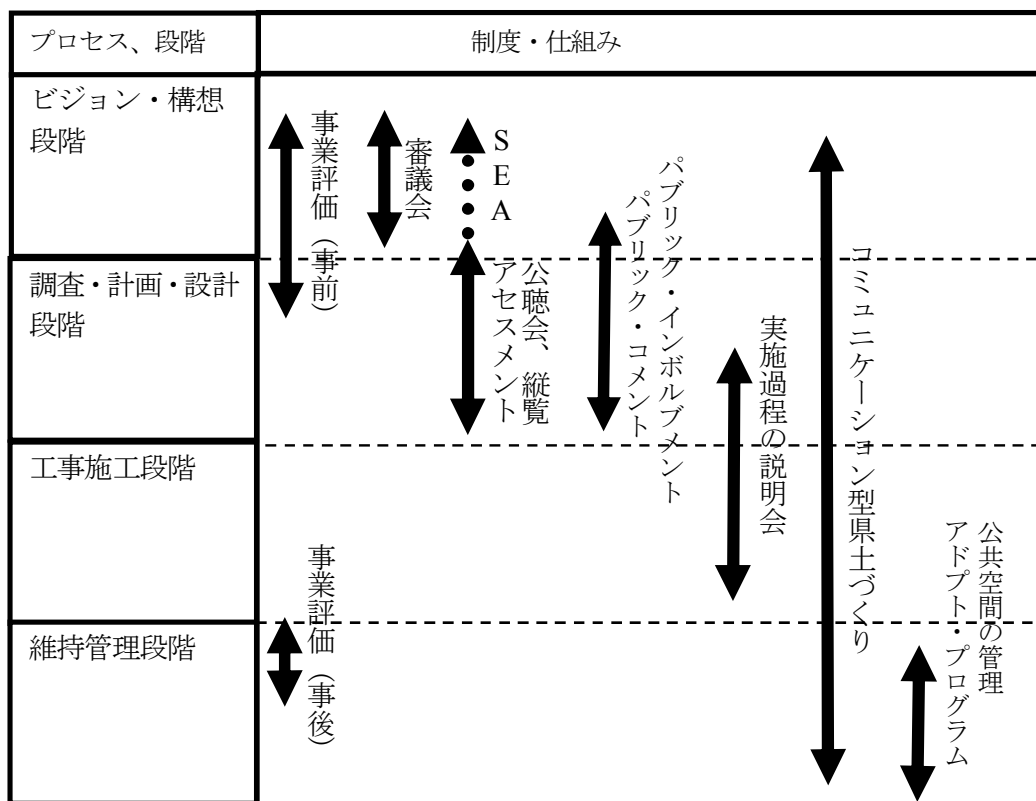 プロセス、段階
制度・仕組み
ビジョン・構想
段階
調査・計画・設計
段階
工事施工段階
維持管理段階
事業評価（事前）
審議会
SEA
公聴会、縦覧
アセスメント
パブリック・インボルブメント
パブリック・コメント
実施過程の説明会
コミュニケーション型県土づくり
公共空間の管理
アドプト・プログラム
事業評価（事後）